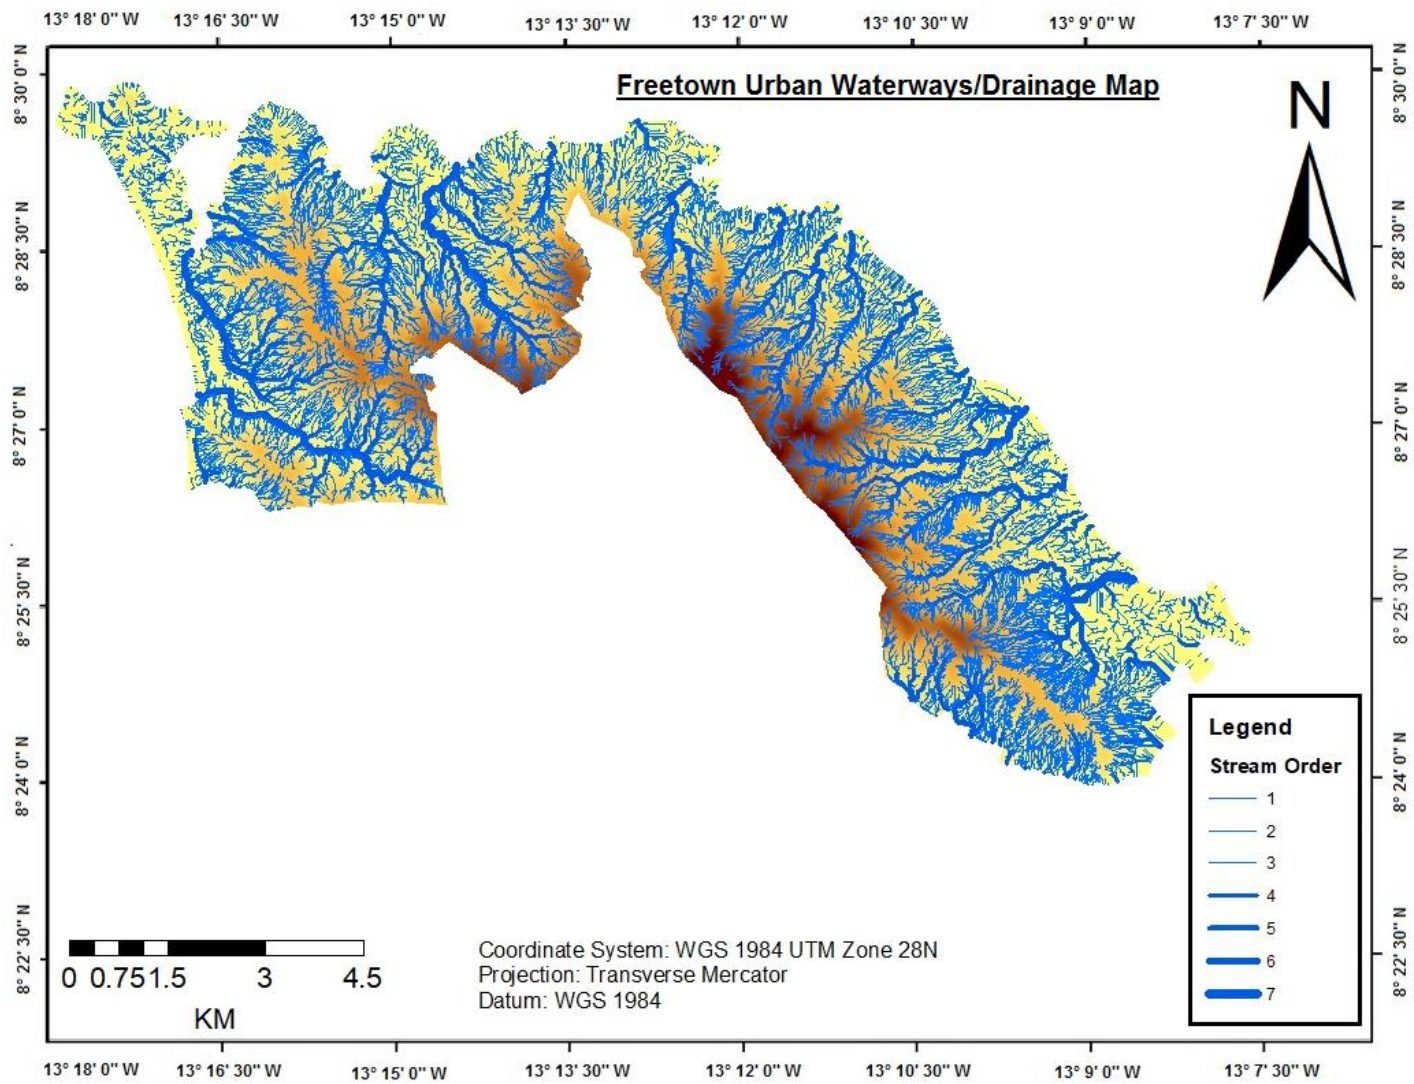 13° 18' 0" W 13° 16' 30" W 13° 15' 0" W 13° 13' 30" W 13° 12' 0" W 13° 10' 30" W 13° 9' 0" W 13° 7' 30" W
Freetown Urban Waterways/Drainage Map
N
8° 30' 0" N
8° 28' 30" N
8° 27' 0" N
8° 25' 30" N
8° 24' 0" N
8° 22' 30" N
8° 30' 0" N
8° 28' 30" N
8° 27' 0" N
8° 25' 30" N
8° 24' 0" N
8° 22' 30" N
Legend
Stream Order
1
2
3
4
5
6
7
0 0.75 1.5 3 4.5
KM
Coordinate System: WGS 1984 UTM Zone 28N
Projection: Transverse Mercator
Datum: WGS 1984
13° 18' 0" W 13° 16' 30" W 13° 15' 0" W 13° 13' 30" W 13° 12' 0" W 13° 10' 30" W 13° 9' 0" W 13° 7' 30" W